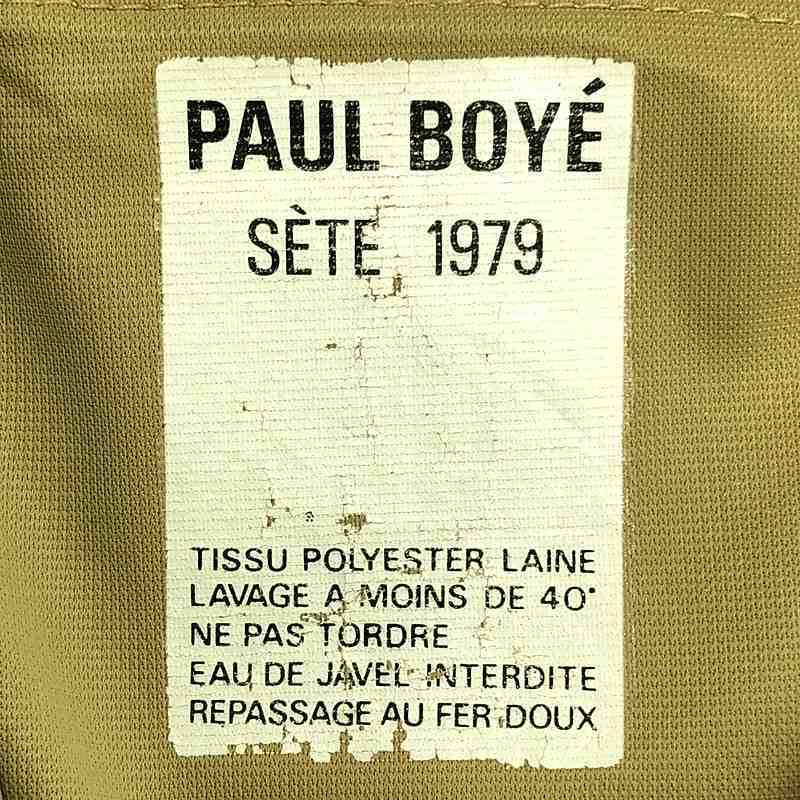 PAUL BOYÉ
SÈTE 1979
TISSU POLYESTER LAINE
LAVAGE A MOINS DE 40°
NE PAS TORDRE
EAU DE JAVEL INTERDITE
REPASSAGE AU FER DOUX